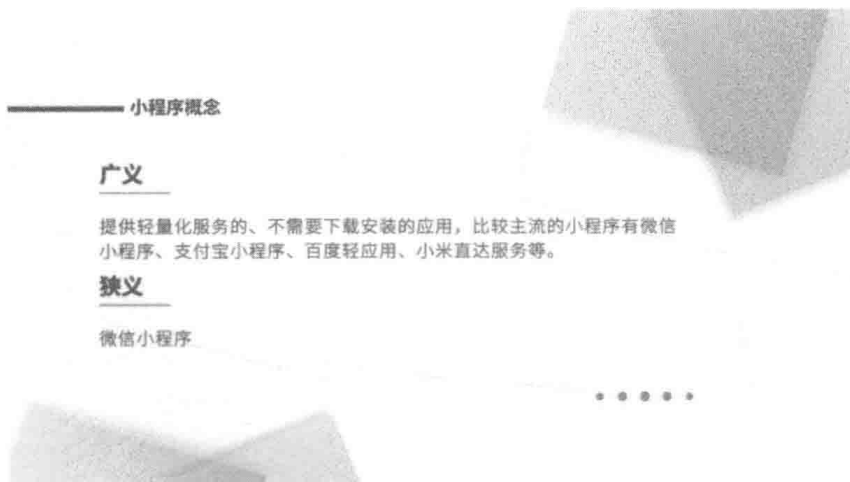 小程序概念
广义
提供轻量化服务的、不需要下载安装的应用，比较主流的小程序有微信
小程序、支付宝小程序、百度轻应用、小米直达服务等。
狭义
微信小程序